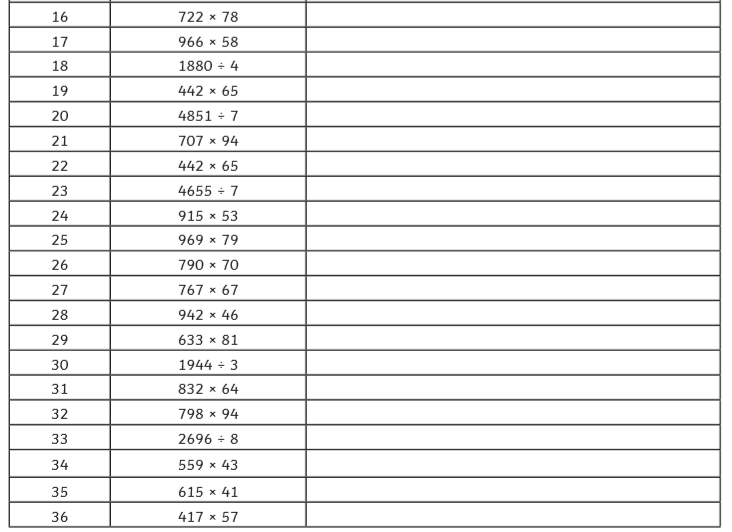 16 722 × 78
17 966 × 58
18 1880 ÷ 4
19 442 × 65
20 4851 ÷ 7
21 707 × 94
22 442 × 65
23 4655 ÷ 7
24 915 × 53
25 969 × 79
26 790 × 70
27 767 × 67
28 942 × 46
29 633 × 81
30 1944 ÷ 3
31 832 × 64
32 798 × 94
33 2696 ÷ 8
34 559 × 43
35 615 × 41
36 417 × 57